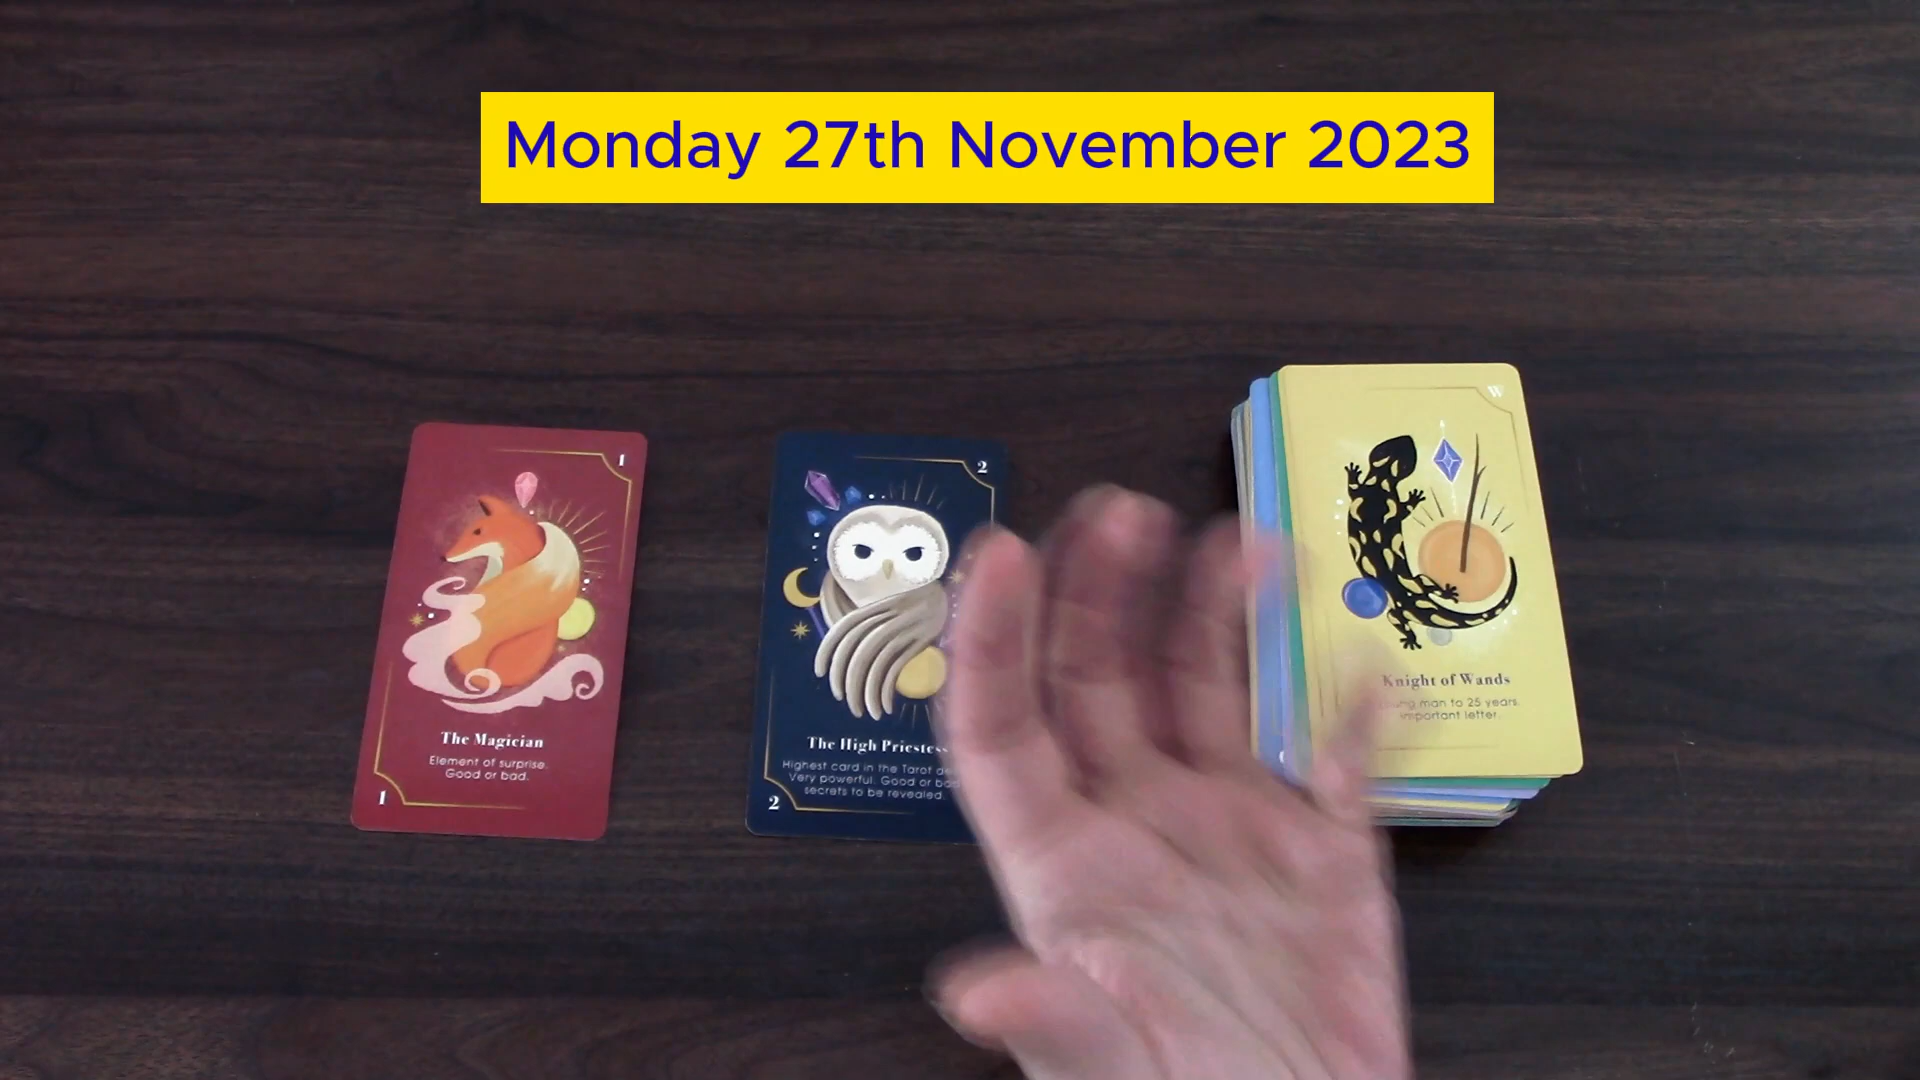 Monday 27th November 2023
1
The Magician
Element of surprise.
Good or bad.
1
2
The High Priestess
Highest card in the Tarot
Very powerful. Good or bad
secrets to be revealed.
2
W
Knight of Wands
man to 25 years.
Important letter.